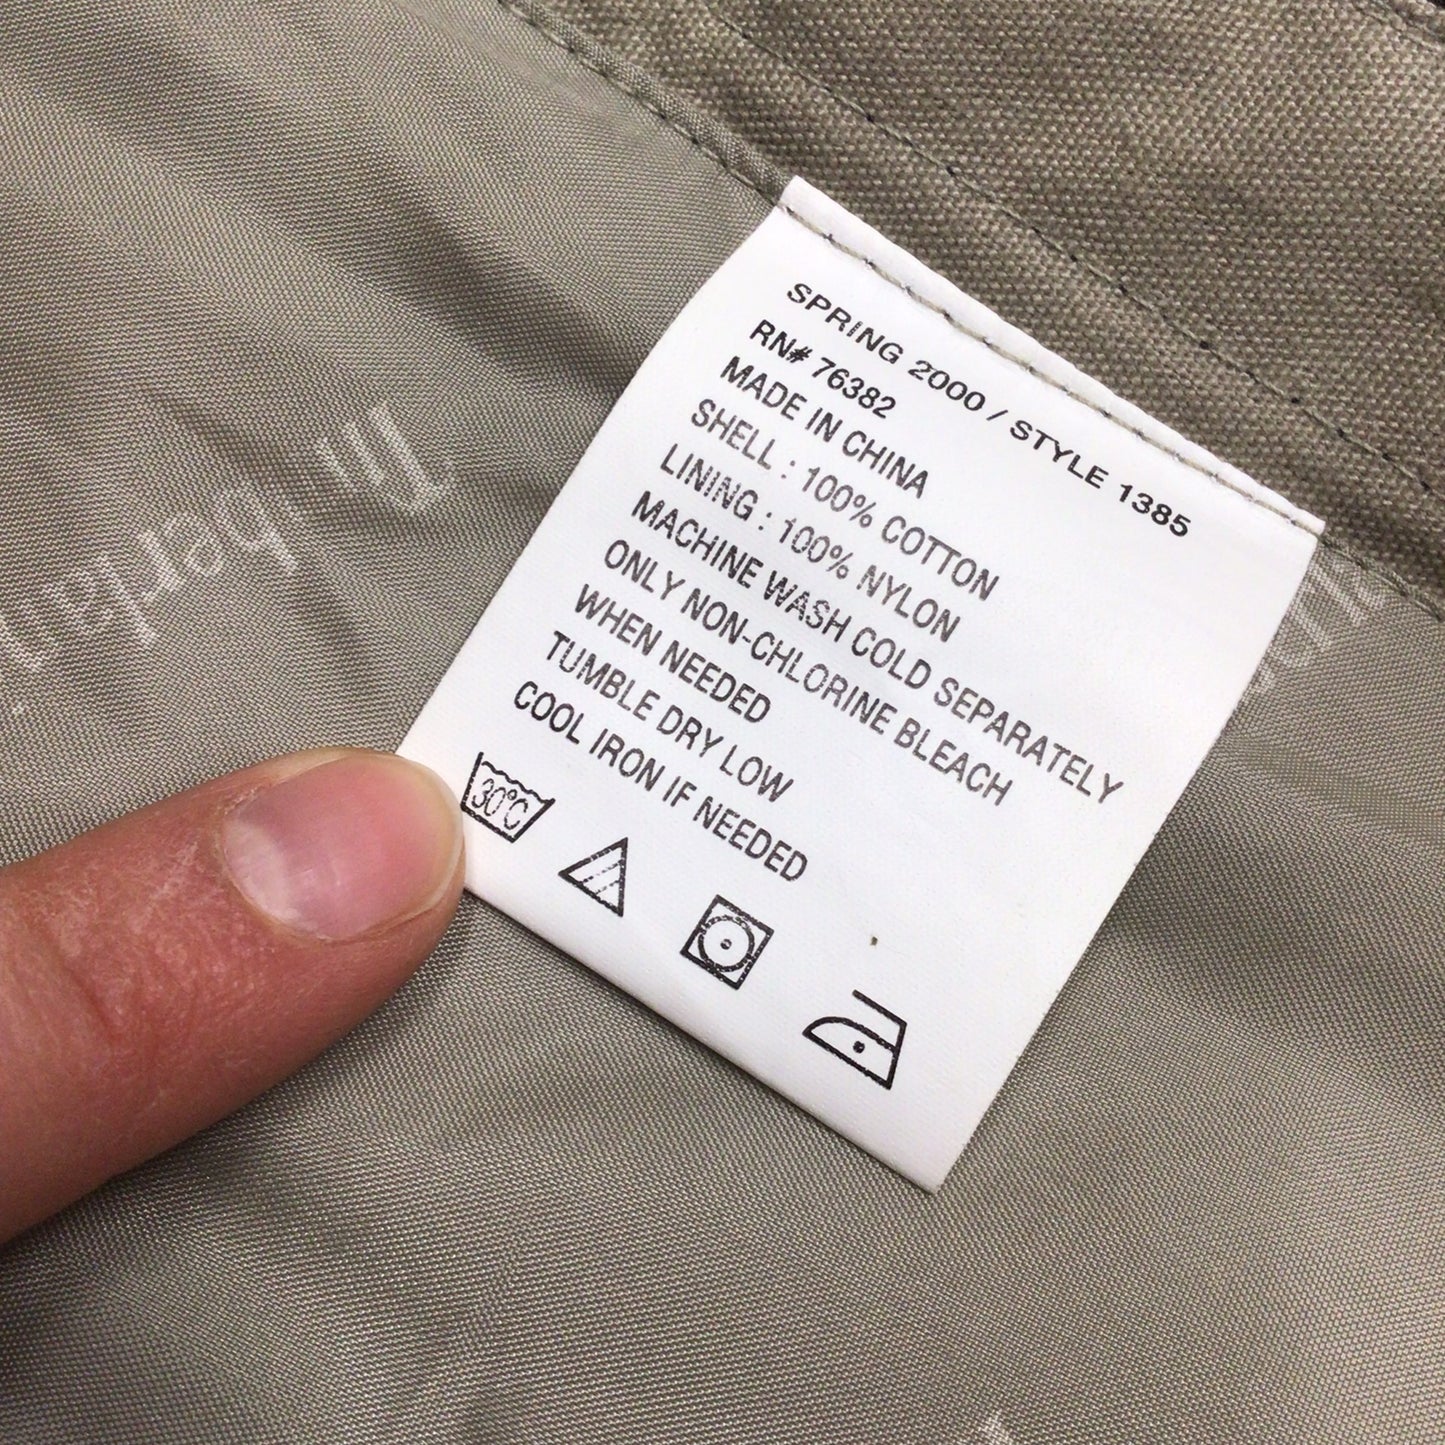 SPRING 2000 / STYLE 1385
RN# 76382
MADE IN CHINA
SHELL : 100% COTTON
LINING : 100% NYLON
MACHINE WASH COLD SEPARATELY
ONLY NON-CHLORINE BLEACH
WHEN NEEDED
TUMBLE DRY LOW
COOL IRON IF NEEDED
30°C